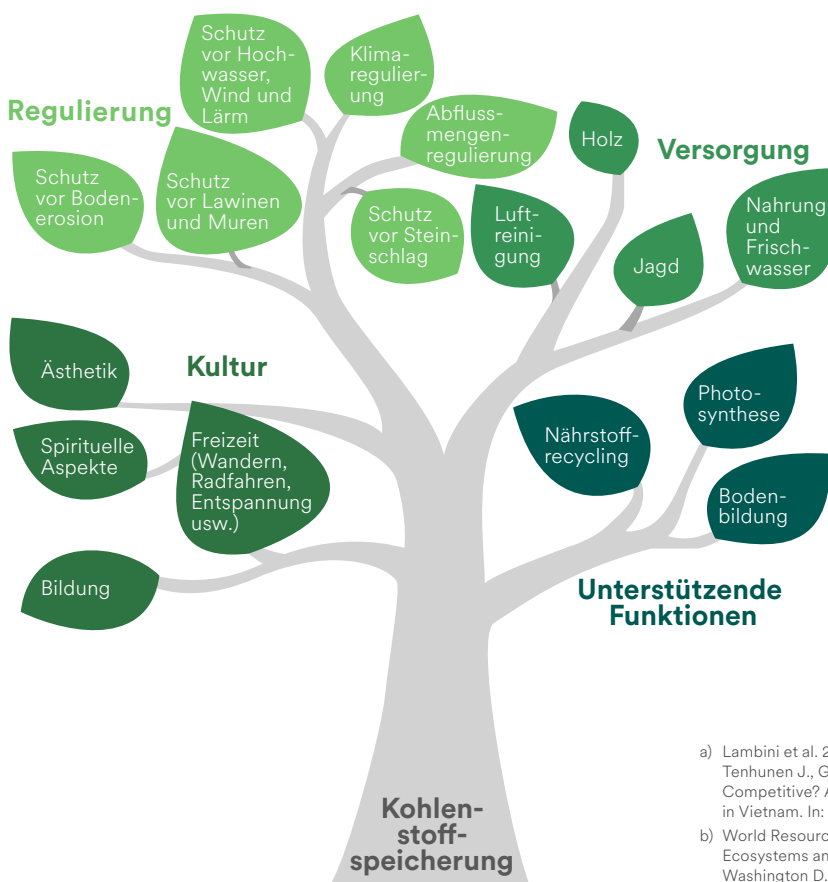 Regulierung
Schutz
vor Hoch-
wasser,
Wind und
Lärm
Klima-
regulier-
ung
Abfluss-
mengen-
regulierung
Schutz
vor Boden-
erosion
Schutz
vor Lawinen
und Muren
Schutz
vor Stein-
schlag
Versorgung
Holz
Luft-
reini-
gung
Jagd
Nahrung
und
Frisch-
wasser
Kultur
Ästhetik
Spirituelle
Aspekte
Freizeit
(Wandern,
Radfahren,
Entspannung
usw.)
Bildung
Photo-
synthese
Nährstoff-
recycling
Boden-
bildung
Unterstützende
Funktionen
Kohlen-
stoff-
speicherung
a) Lambini et al. 2
Tenhunen J., G
Competitive? A
in Vietnam. In:
b) World Resourc
Ecosystems an
Washington D.